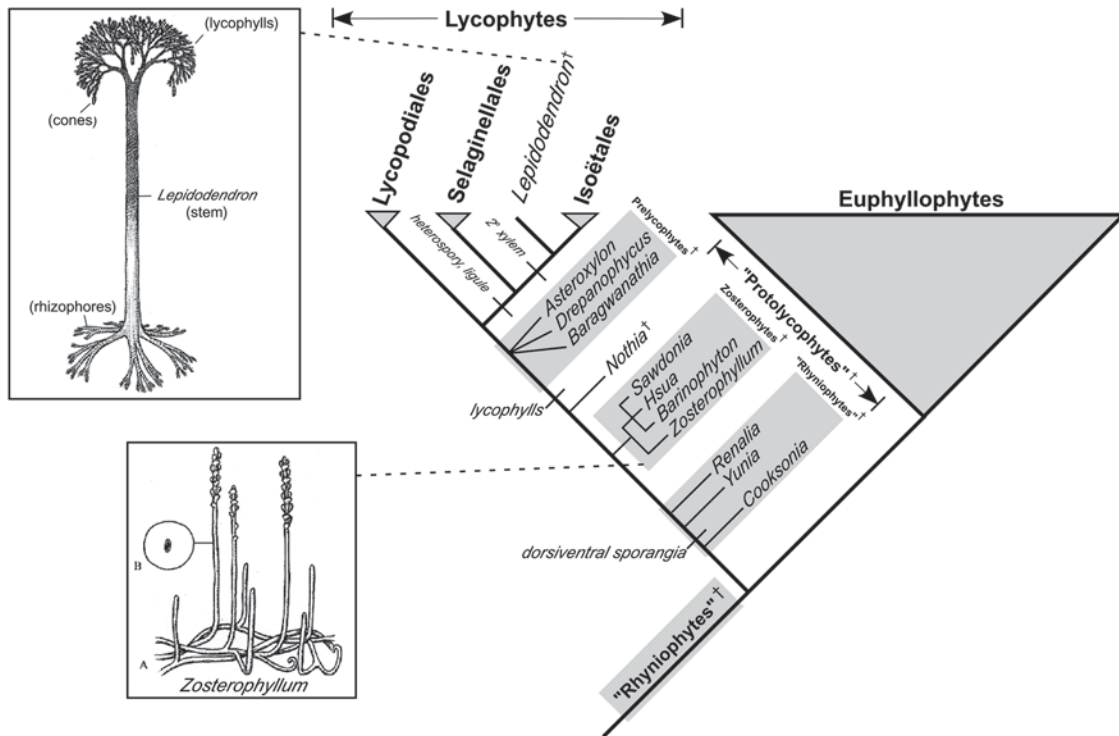 Lycophytes
(lycophylls)
(cones)
Lepidodendron
(stem)
(rhizophores)
Lycopodiales
Selaginellales
Lepidodendron†
Isoëtales
heterospory, ligule
2° xylem
Prelycophytes†
Asteroxylon
Drepanophycus
Baragwanathia
Euphyllophytes
"Protolycophytes"†
Nothia†
lycophylls
Zosterophytes†
Sawdonia
Hsua
Barinophyton
Zosterophyllum
"Rhyniophytes"†
Renalia
Yunia
Cooksonia
dorsiventral sporangia
"Rhyniophytes"†
B
A
Zosterophyllum